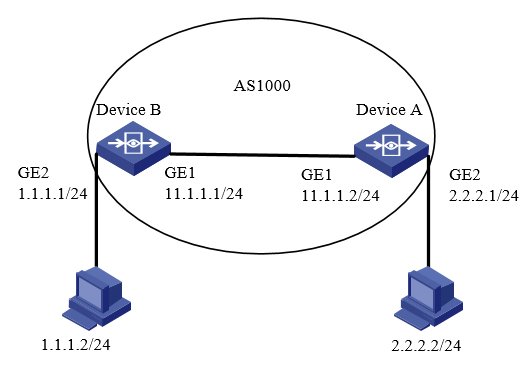 AS1000
Device B
Device A
GE2
1.1.1.1/24
GE1
11.1.1.1/24
GE1
11.1.1.2/24
GE2
2.2.2.1/24
1.1.1.2/24
2.2.2.2/24